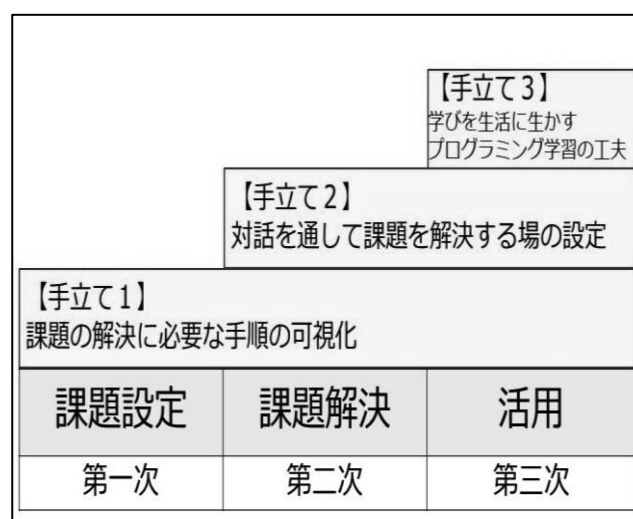 【手立て３】
学びを生活に生かす
プログラミング学習の工夫
【手立て２】
対話を通して課題を解決する場の設定
【手立て１】
課題の解決に必要な手順の可視化
課題設定 課題解決 活用
第一次 第二次 第三次